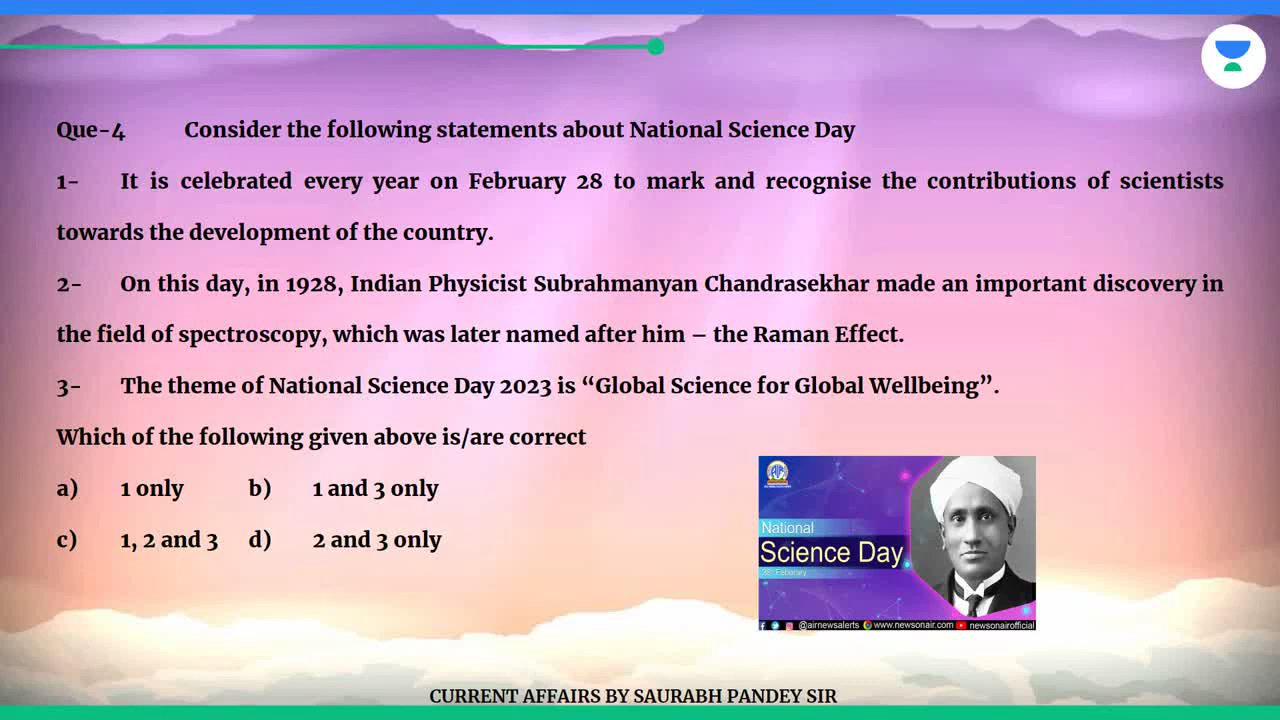 Que-4 Consider the following statements about National Science Day
1- It is celebrated every year on February 28 to mark and recognise the contributions of scientists
towards the development of the country.
2- On this day, in 1928, Indian Physicist Subrahmanyan Chandrasekhar made an important discovery in
the field of spectroscopy, which was later named after him – the Raman Effect.
3- The theme of National Science Day 2023 is “Global Science for Global Wellbeing”.
Which of the following given above is/are correct
a) 1 only b) 1 and 3 only
c) 1, 2 and 3 d) 2 and 3 only
National
Science Day
@airnewsalerts www.newsonair.com newsonairofficial
CURRENT AFFAIRS BY SAURABH PANDEY SIR